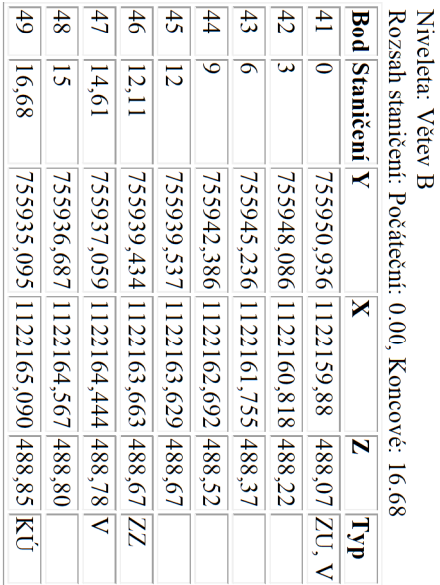 Niveleta: Větev B
Rozsah staničení: Počáteční: 0.00, Koncové: 16.68
Bod Staničení Y X Z Typ
41 0 755950,936 1122159,88 488,07 ZU, V
42 3 755948,086 1122160,818 488,22
43 6 755945,236 1122161,755 488,37
44 9 755942,386 1122162,692 488,52
45 12 755939,537 1122163,629 488,67
46 12,11 755939,434 1122163,663 488,67 ZZ
47 14,61 755937,059 1122164,444 488,78 V
48 15 755936,687 1122164,567 488,80
49 16,68 755935,095 1122165,090 488,85 KÚ